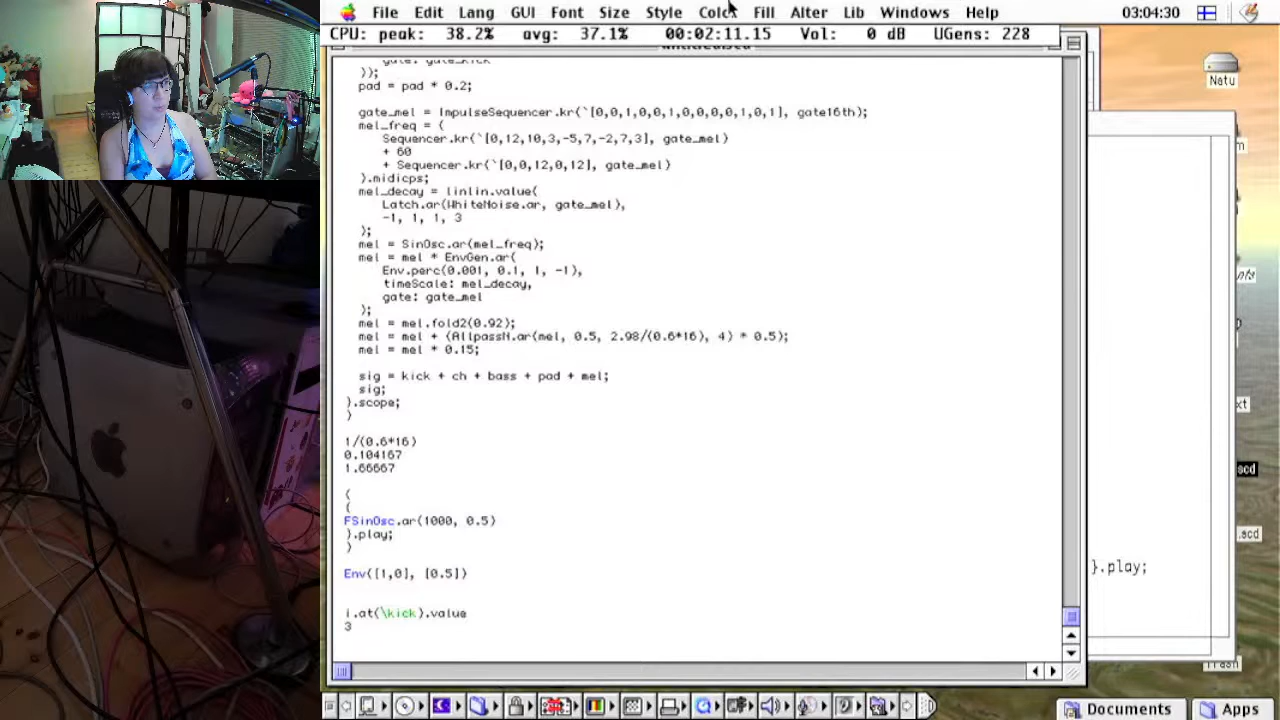 File Edit Lang GUI Font Size Style Colo Fill Alter Lib Windows Help 03:04:30
CPU: peak: 38.2% avg: 37.1% 00:02:11.15 Vol: 0 dB UGens: 228
gate: gate_kick
));
pad = pad * 0.2;
gate_mel = ImpulseSequencer.kr(`[0,0,1,0,0,1,0,0,0,0,1,0,1], gate16th);
mel_freq = (
Sequencer.kr(`[0,12,10,3,-5,7,-2,7,3], gate_mel)
+ 60
+ Sequencer.kr(`[0,0,12,0,12], gate_mel)
).midicps;
mel_decay = linlin.value(
Latch.ar(WhiteNoise.ar, gate_mel),
-1, 1, 1, 3
);
mel = SinOsc.ar(mel_freq);
mel = mel * EnvGen.ar(
Env.perc(0.001, 0.1, 1, -1),
timeScale: mel_decay,
gate: gate_mel
);
mel = mel.fold2(0.92);
mel = mel + (AllpassN.ar(mel, 0.5, 2.98/(0.6*16), 4) * 0.5);
mel = mel * 0.15;
sig = kick + ch + bass + pad + mel;
sig;
}.scope;
)
1/(0.6*16)
0.104167
1.66667
(
{
FSinOsc.ar(1000, 0.5)
}.play;
)
Env([1,0], [0.5])
i.at(\kick).value
3
Natu
xt
.scd
.scd
}.play;
Trash
Documents
Apps